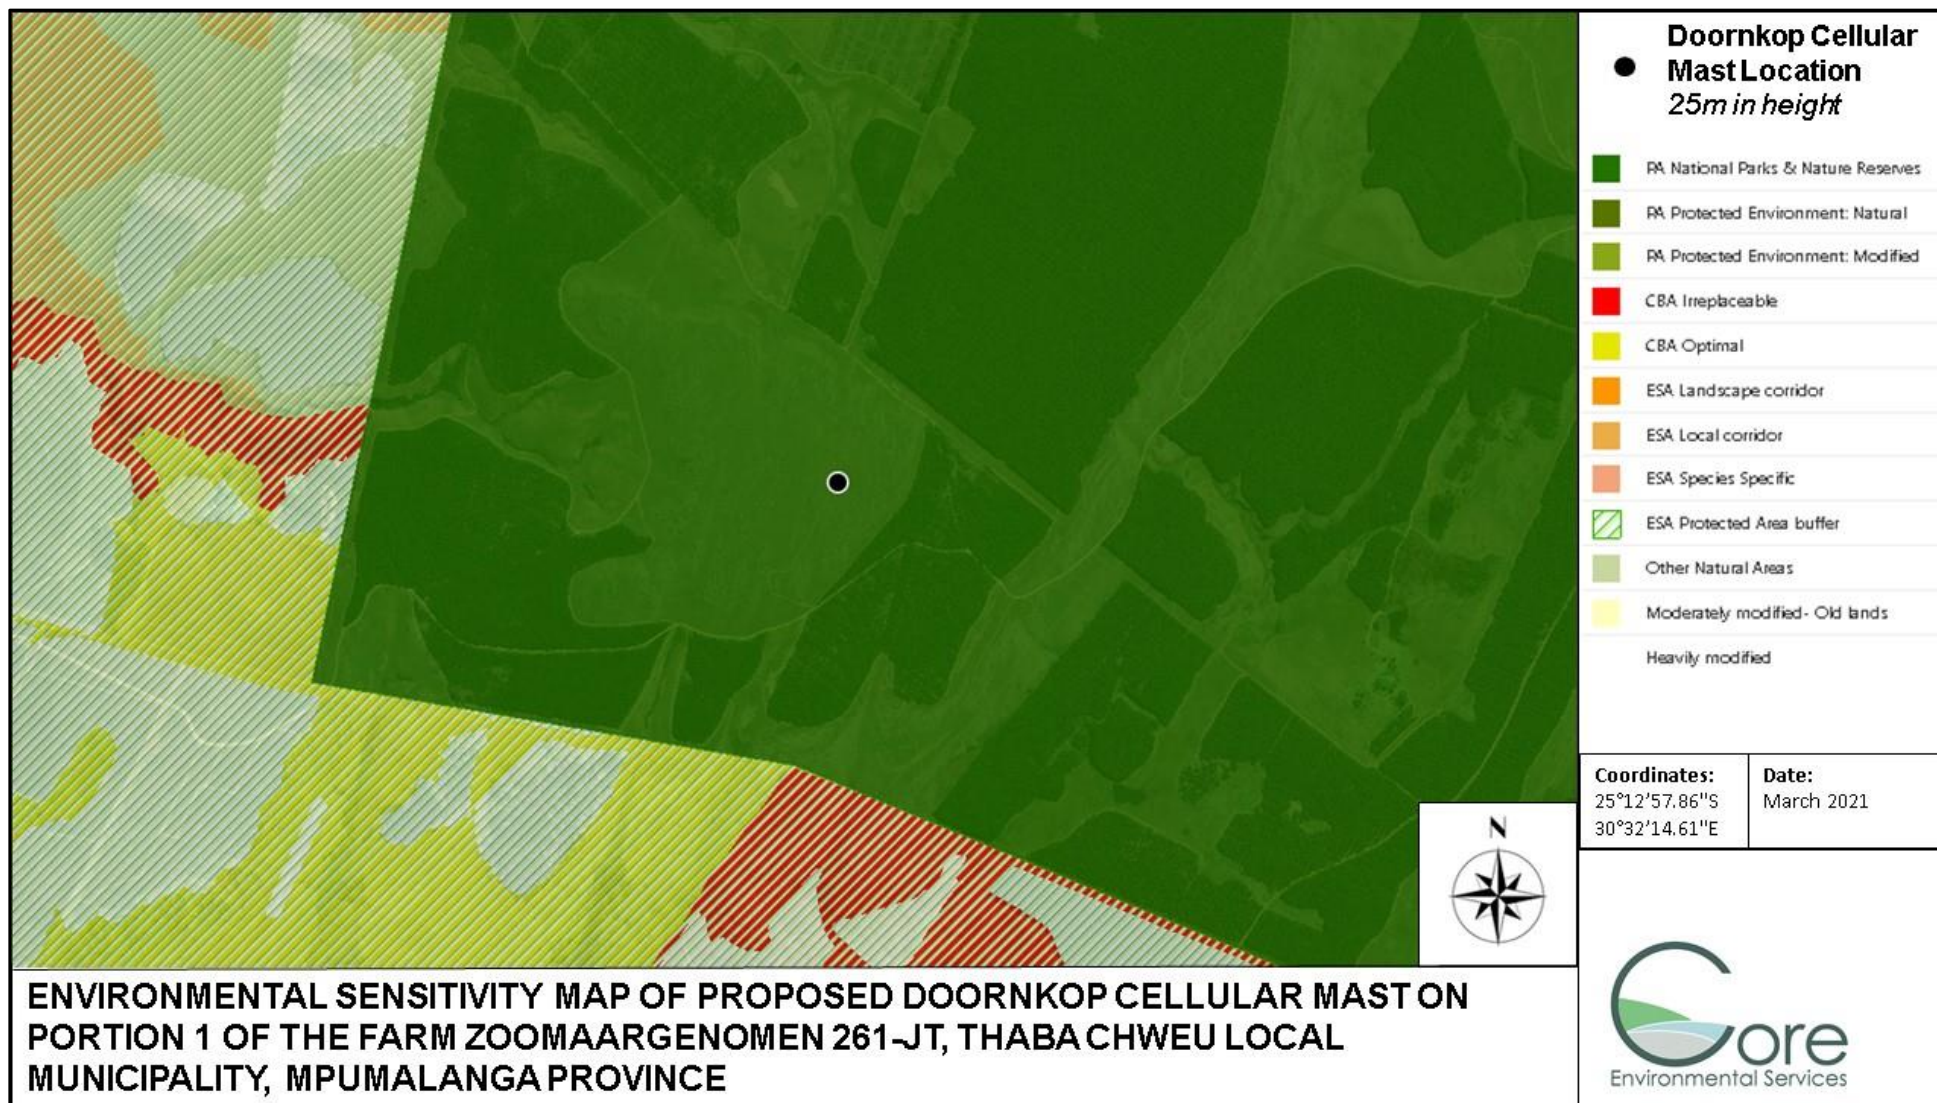 Doornkop Cellular
Mast Location
25m in height
PA National Parks & Nature Reserves
PA Protected Environment: Natural
PA Protected Environment: Modified
CBA Irreplaceable
CBA Optimal
ESA Landscape corridor
ESA Local corridor
ESA Species Specific
ESA Protected Area buffer
Other Natural Areas
Moderately modified- Old lands
Heavily modified
Coordinates:
25°12'57.86"S
30°32'14.61"E
Date:
March 2021
N
ENVIRONMENTAL SENSITIVITY MAP OF PROPOSED DOORNKOP CELLULAR MAST ON
PORTION 1 OF THE FARM ZOOMAARGENOMEN 261-JT, THABA CHWEU LOCAL
MUNICIPALITY, MPUMALANGA PROVINCE
Core
Environmental Services